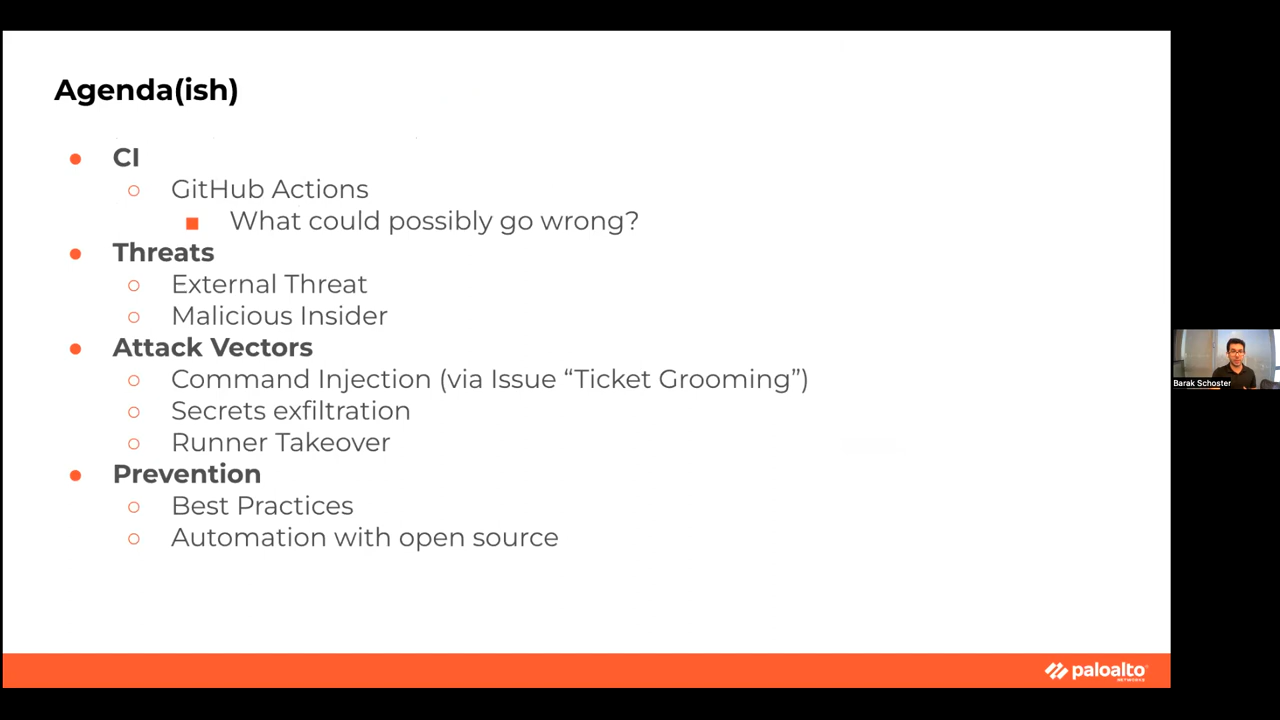 Agenda(ish)
CI
GitHub Actions
What could possibly go wrong?
Threats
External Threat
Malicious Insider
Attack Vectors
Command Injection (via Issue “Ticket Grooming”)
Secrets exfiltration
Runner Takeover
Prevention
Best Practices
Automation with open source
Barak Schoster
paloalto
NETWORKS